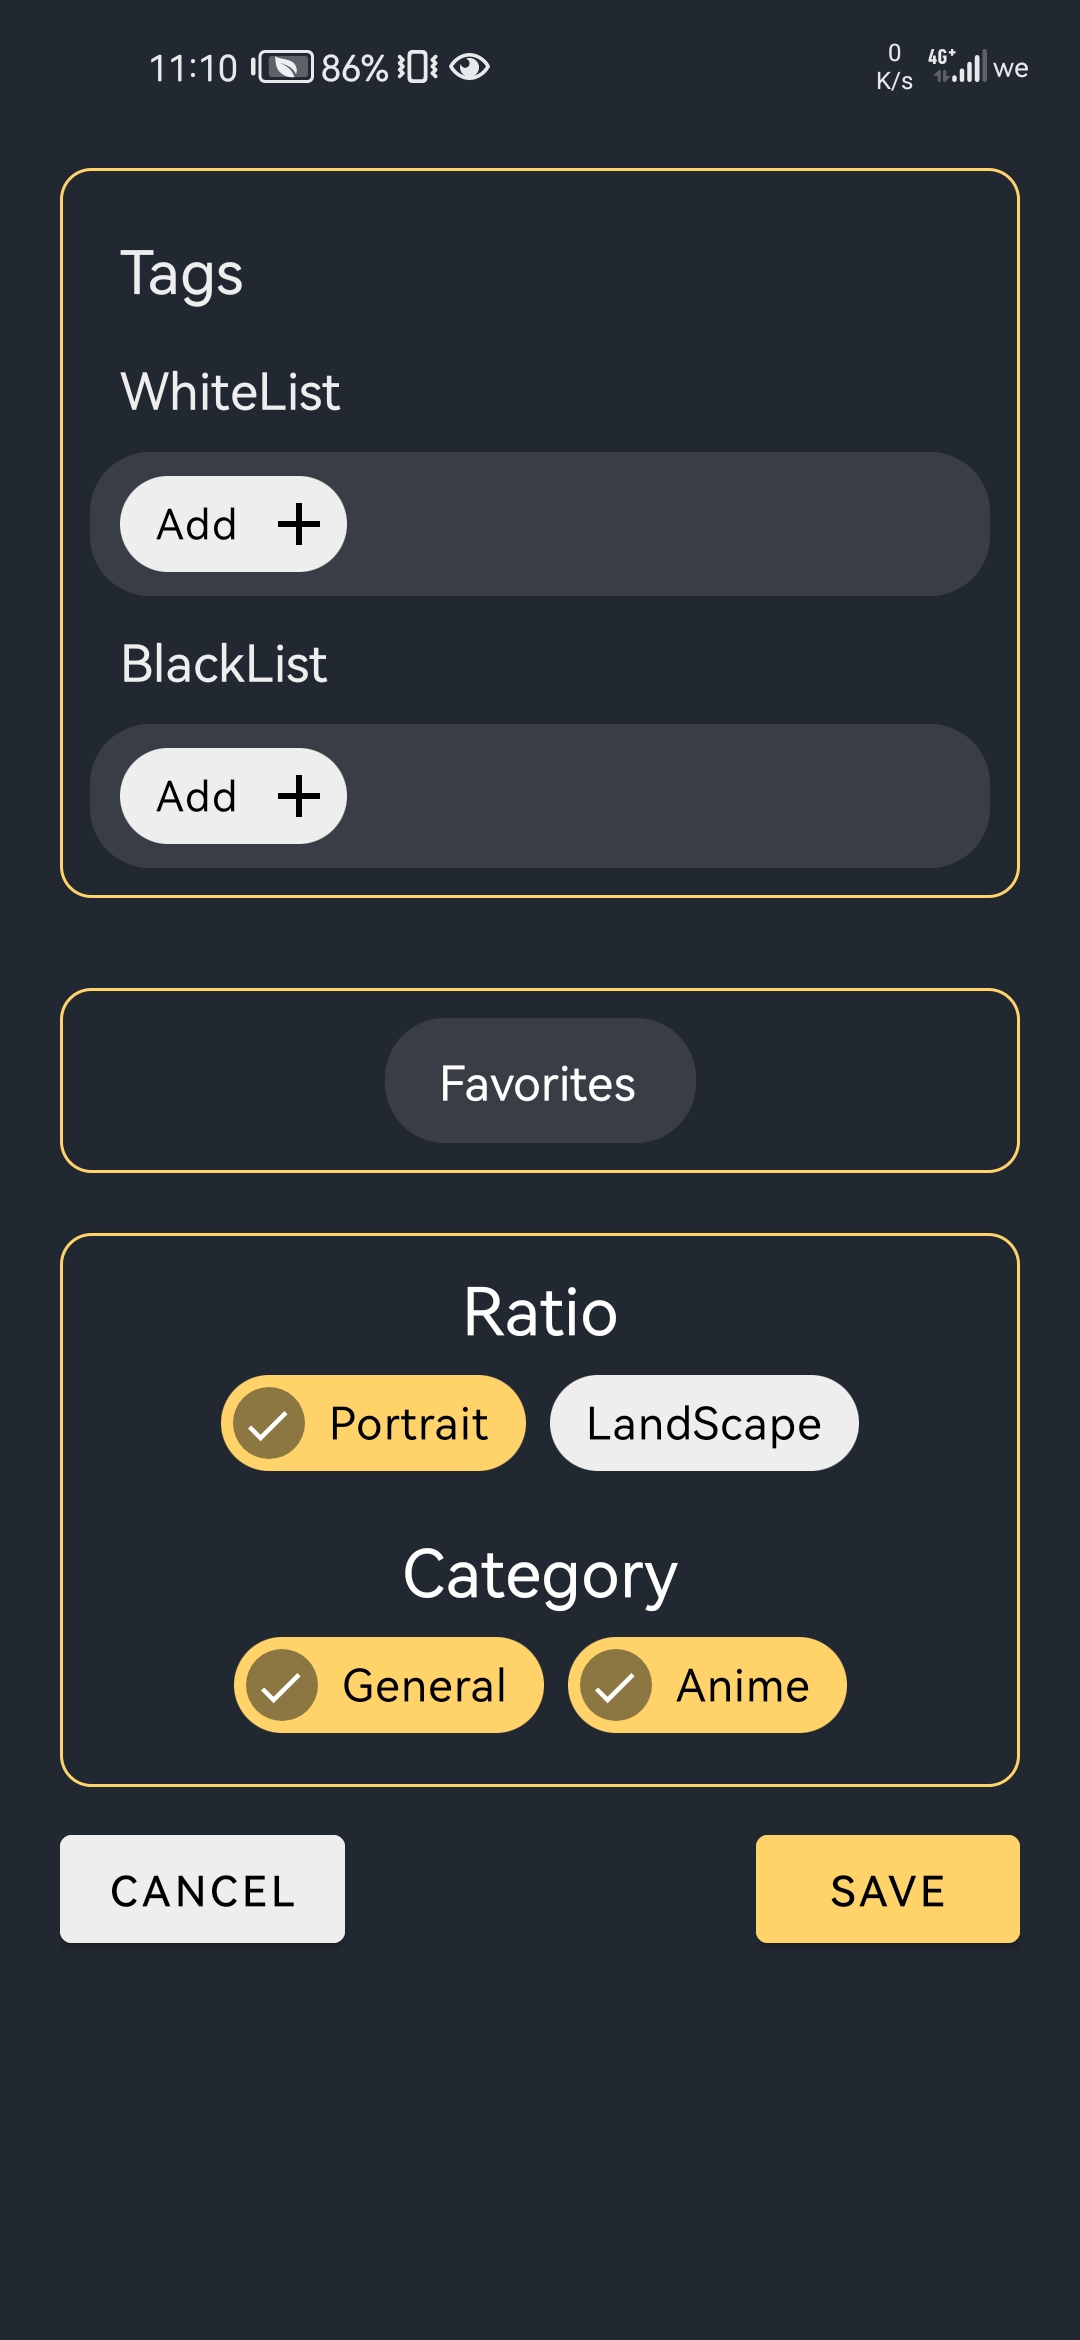 11:10 86% 0 K/s 4G+ we
Tags
WhiteList
Add
BlackList
Add
Favorites
Ratio
Portrait LandScape
Category
General Anime
CANCEL SAVE